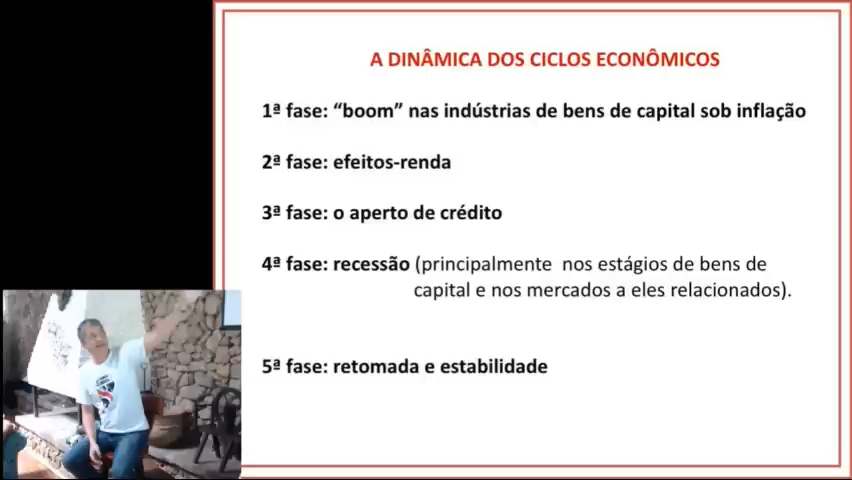 A DINÂMICA DOS CICLOS ECONÔMICOS
1ª fase: “boom” nas indústrias de bens de capital sob inflação
2ª fase: efeitos-renda
3ª fase: o aperto de crédito
4ª fase: recessão (principalmente nos estágios de bens de
capital e nos mercados a eles relacionados).
5ª fase: retomada e estabilidade